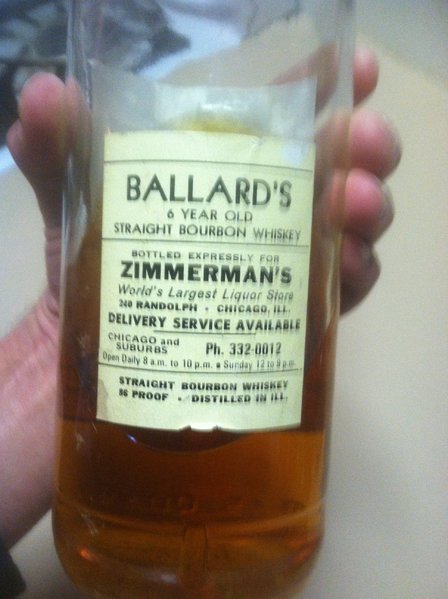 BALLARD'S
6 YEAR OLD
STRAIGHT BOURBON WHISKEY
BOTTLED EXPRESSLY FOR
ZIMMERMAN'S
World's Largest Liquor Store
240 RANDOLPH • CHICAGO, ILL.
DELIVERY SERVICE AVAILABLE
CHICAGO and SUBURBS Ph. 332-0012
Open Daily 8 a.m. to 10 p.m. • Sunday 12 to 9 p.m.
STRAIGHT BOURBON WHISKEY
86 PROOF • DISTILLED IN ILL.